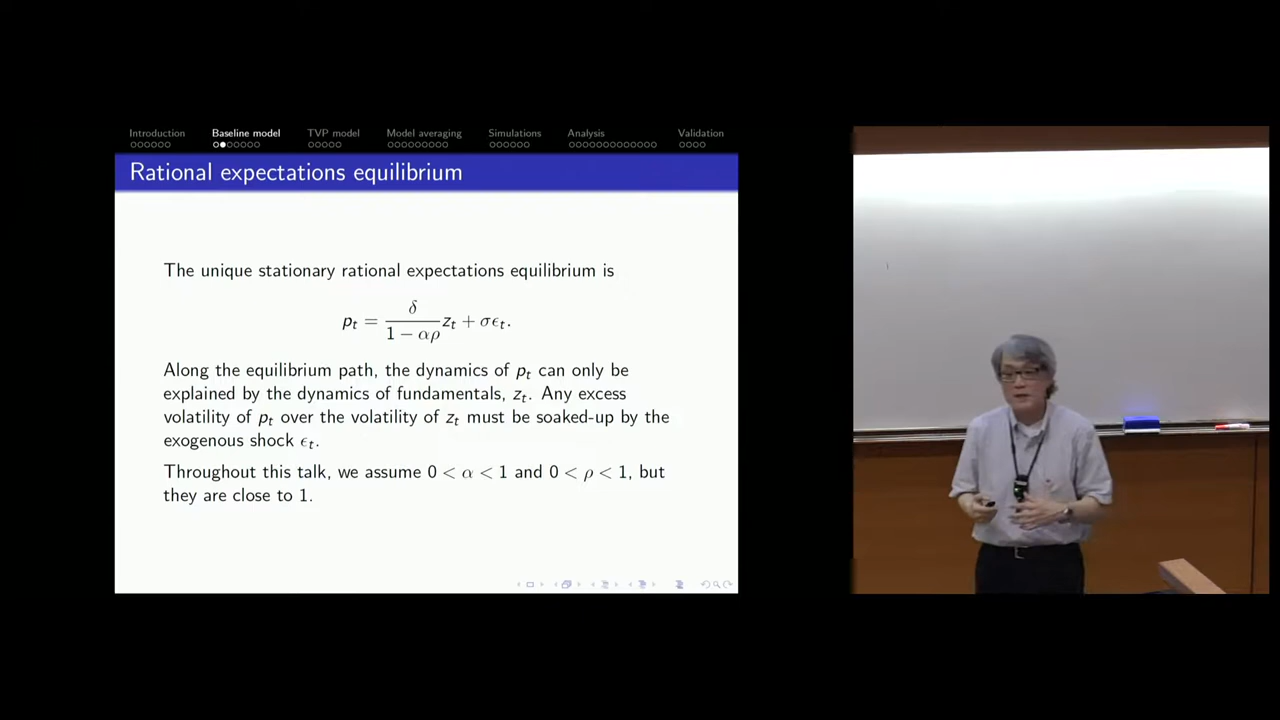 Introduction Baseline model TVP model Model averaging Simulations Analysis Validation
Rational expectations equilibrium
The unique stationary rational expectations equilibrium is
p_t = \frac{δ}{1 − αρ} z_t + σϵ_t.
Along the equilibrium path, the dynamics of p_t can only be
explained by the dynamics of fundamentals, z_t. Any excess
volatility of p_t over the volatility of z_t must be soaked-up by the
exogenous shock ϵ_t.
Throughout this talk, we assume 0 < α < 1 and 0 < ρ < 1, but
they are close to 1.